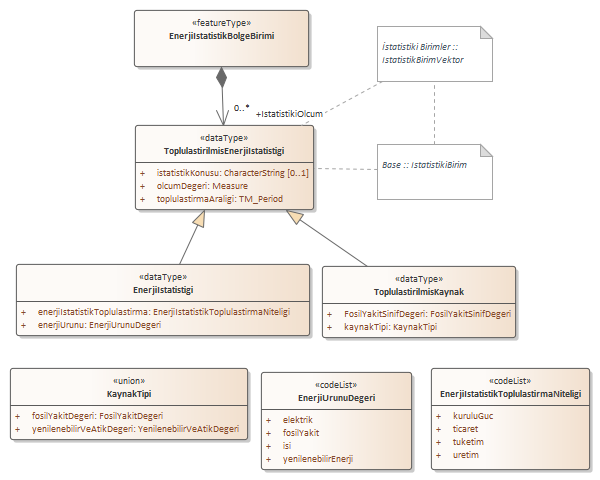 «featureType»
EnerjiIstatistikBolgeBirimi
İstatistiki Birimler ::
IstatistikBirimVektor
0..*
+IstatistikiOlcum
«dataType»
ToplulastirilmisEnerjiIstatistigi
+ istatistikKonusu: CharacterString [0..1]
+ olcumDegeri: Measure
+ toplulastirmaAraligi: TM_Period
Base :: IstatistikiBirim
«dataType»
EnerjiIstatistigi
+ enerjiIstatistikToplulastirma: EnerjiIstatistikToplulastirmaNiteligi
+ enerjiUrunu: EnerjiUrunuDegeri
«dataType»
ToplulastirilmisKaynak
+ FosilYakitSinifDegeri: FosilYakitSinifDegeri
+ kaynakTipi: KaynakTipi
«union»
KaynakTipi
+ fosilYakitDegeri: FosilYakitDegeri
+ yenilenebilirVeAtikDegeri: YenilenebilirVeAtikDegeri
«codeList»
EnerjiUrunuDegeri
+ elektrik
+ fosilYakit
+ isi
+ yenilenebilirEnerji
«codeList»
EnerjiIstatistikToplulastirmaNiteligi
+ kuruluGuc
+ ticaret
+ tuketim
+ uretim